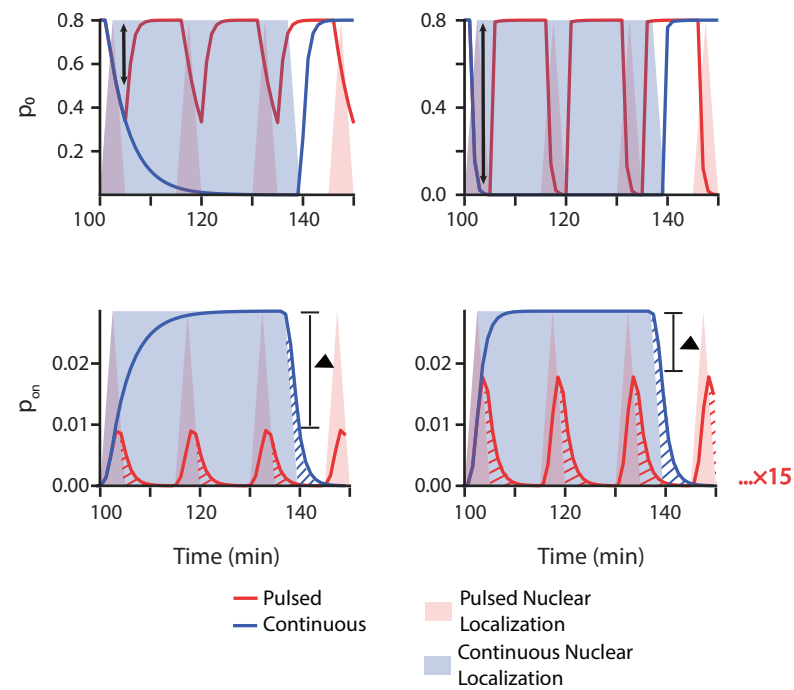 0.8
0.6
0.4
0.2
p₀
100
120
140
0.8
0.4
0.0
100
120
140
0.02
0.01
0.00
pₒₙ
100
120
140
Time (min)
0.02
0.01
0.00
100
120
140
Time (min)
...×15
Pulsed
Continuous
Pulsed Nuclear
Localization
Continuous Nuclear
Localization